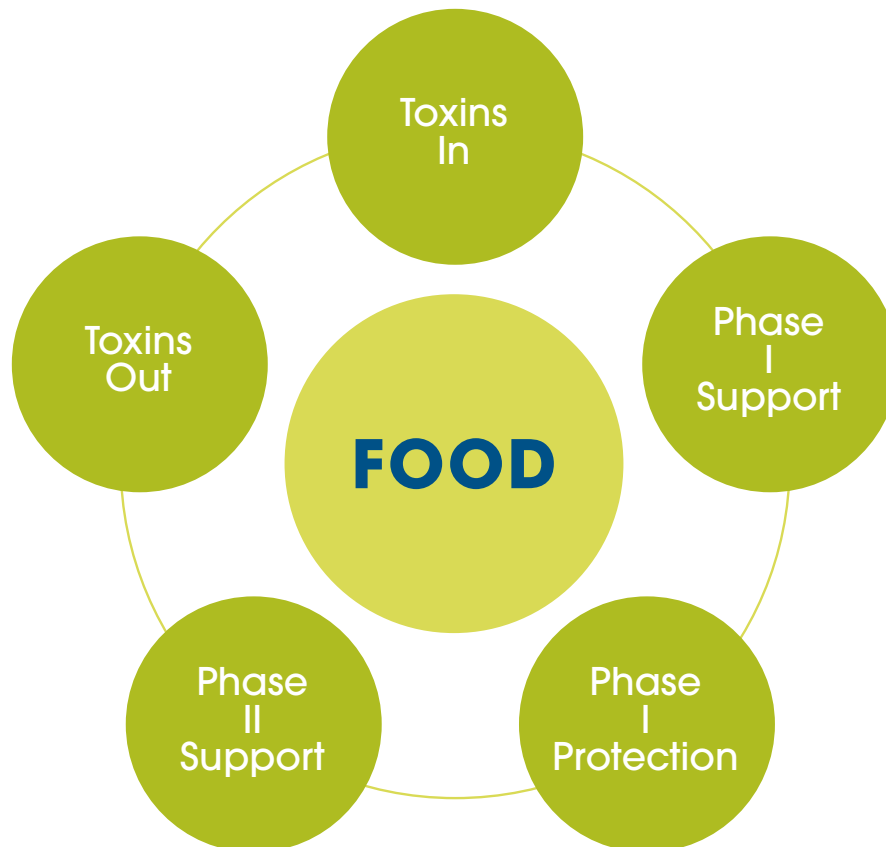 Toxins
In
Phase
I
Support
Phase
I
Protection
Phase
II
Support
Toxins
Out
FOOD